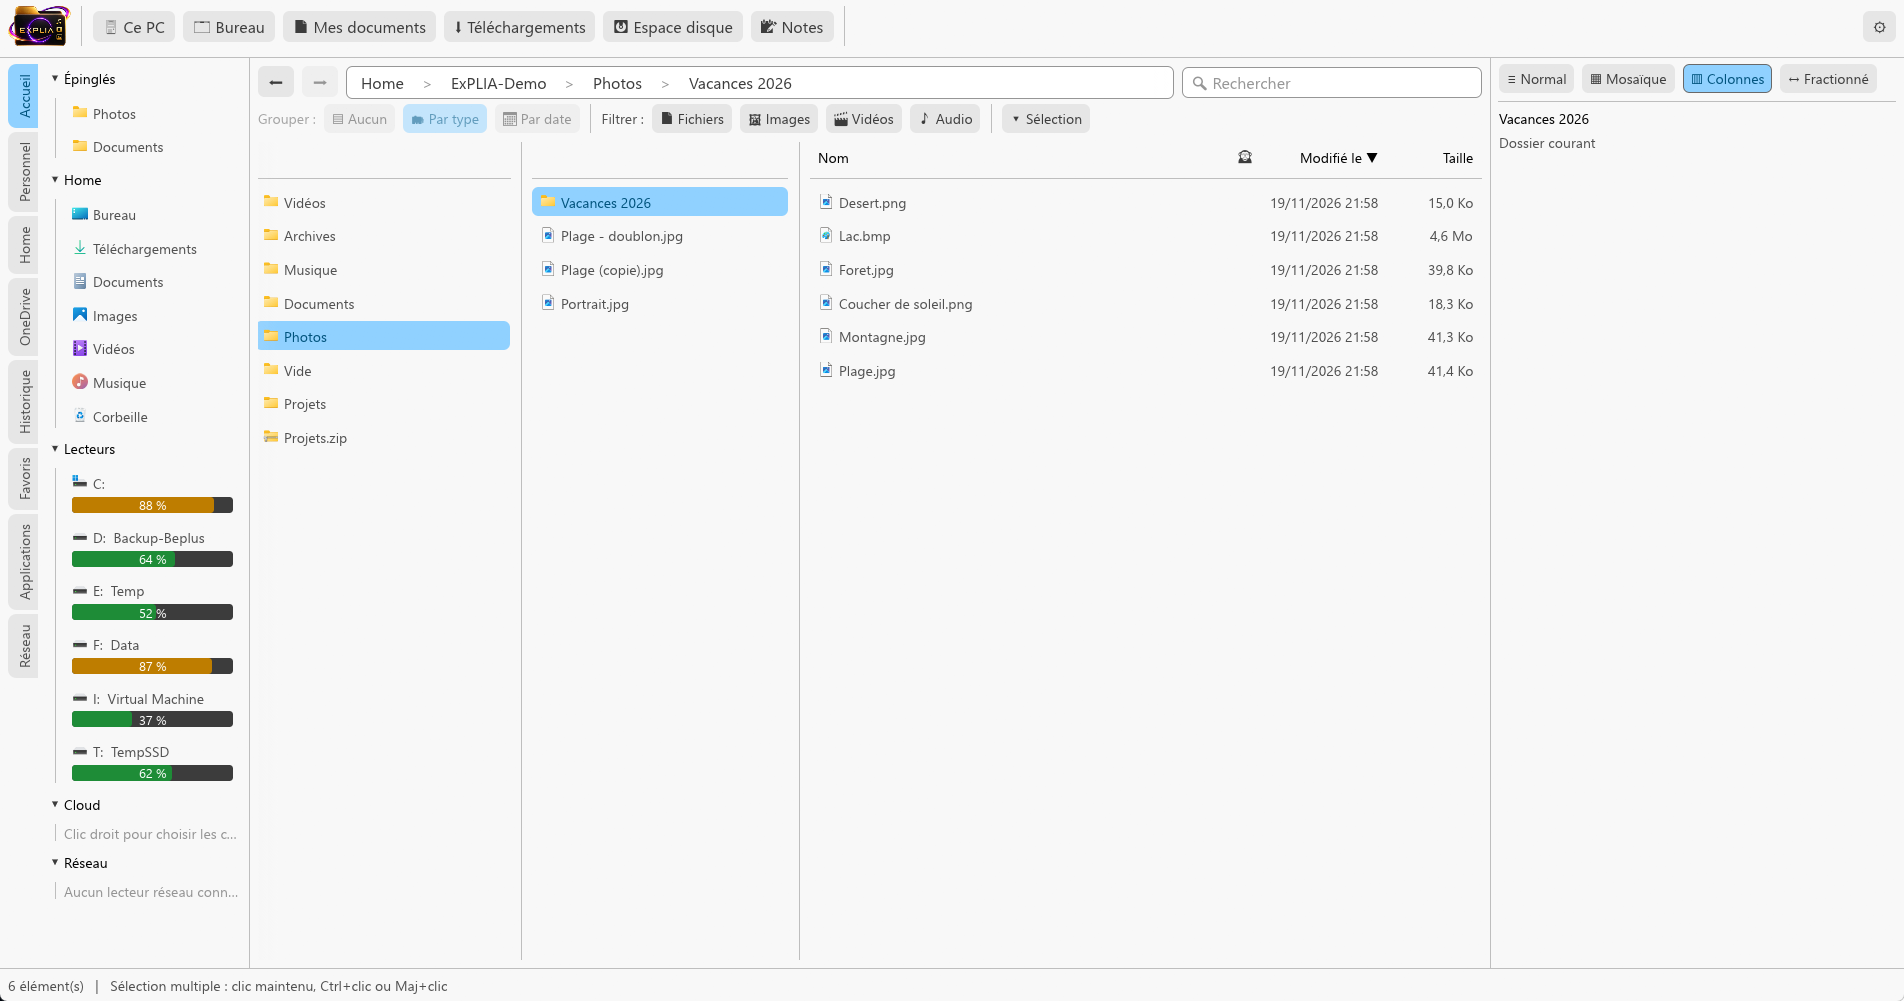 EXPLIA
Ce PC
Bureau
Mes documents
Téléchargements
Espace disque
Notes
Accueil
Personnel
Home
OneDrive
Historique
Favoris
Applications
Réseau
Épinglés
Photos
Documents
Home
Bureau
Téléchargements
Documents
Images
Vidéos
Musique
Corbeille
Lecteurs
C:
88 %
D: Backup-Beplus
64 %
E: Temp
52 %
F: Data
87 %
I: Virtual Machine
37 %
T: TempSSD
62 %
Cloud
Clic droit pour choisir les c...
Réseau
Aucun lecteur réseau conn...
Home > ExPLIA-Demo > Photos > Vacances 2026
Rechercher
Grouper : Aucun Par type Par date Filtrer : Fichiers Images Vidéos Audio Sélection
Vidéos
Archives
Musique
Documents
Photos
Vide
Projets
Projets.zip
Vacances 2026
Plage - doublon.jpg
Plage (copie).jpg
Portrait.jpg
Nom Modifié le ▼ Taille
Desert.png 19/11/2026 21:58 15,0 Ko
Lac.bmp 19/11/2026 21:58 4,6 Mo
Foret.jpg 19/11/2026 21:58 39,8 Ko
Coucher de soleil.png 19/11/2026 21:58 18,3 Ko
Montagne.jpg 19/11/2026 21:58 41,3 Ko
Plage.jpg 19/11/2026 21:58 41,4 Ko
Normal Mosaïque Colonnes Fractionné
Vacances 2026
Dossier courant
6 élément(s) | Sélection multiple : clic maintenu, Ctrl+clic ou Maj+clic